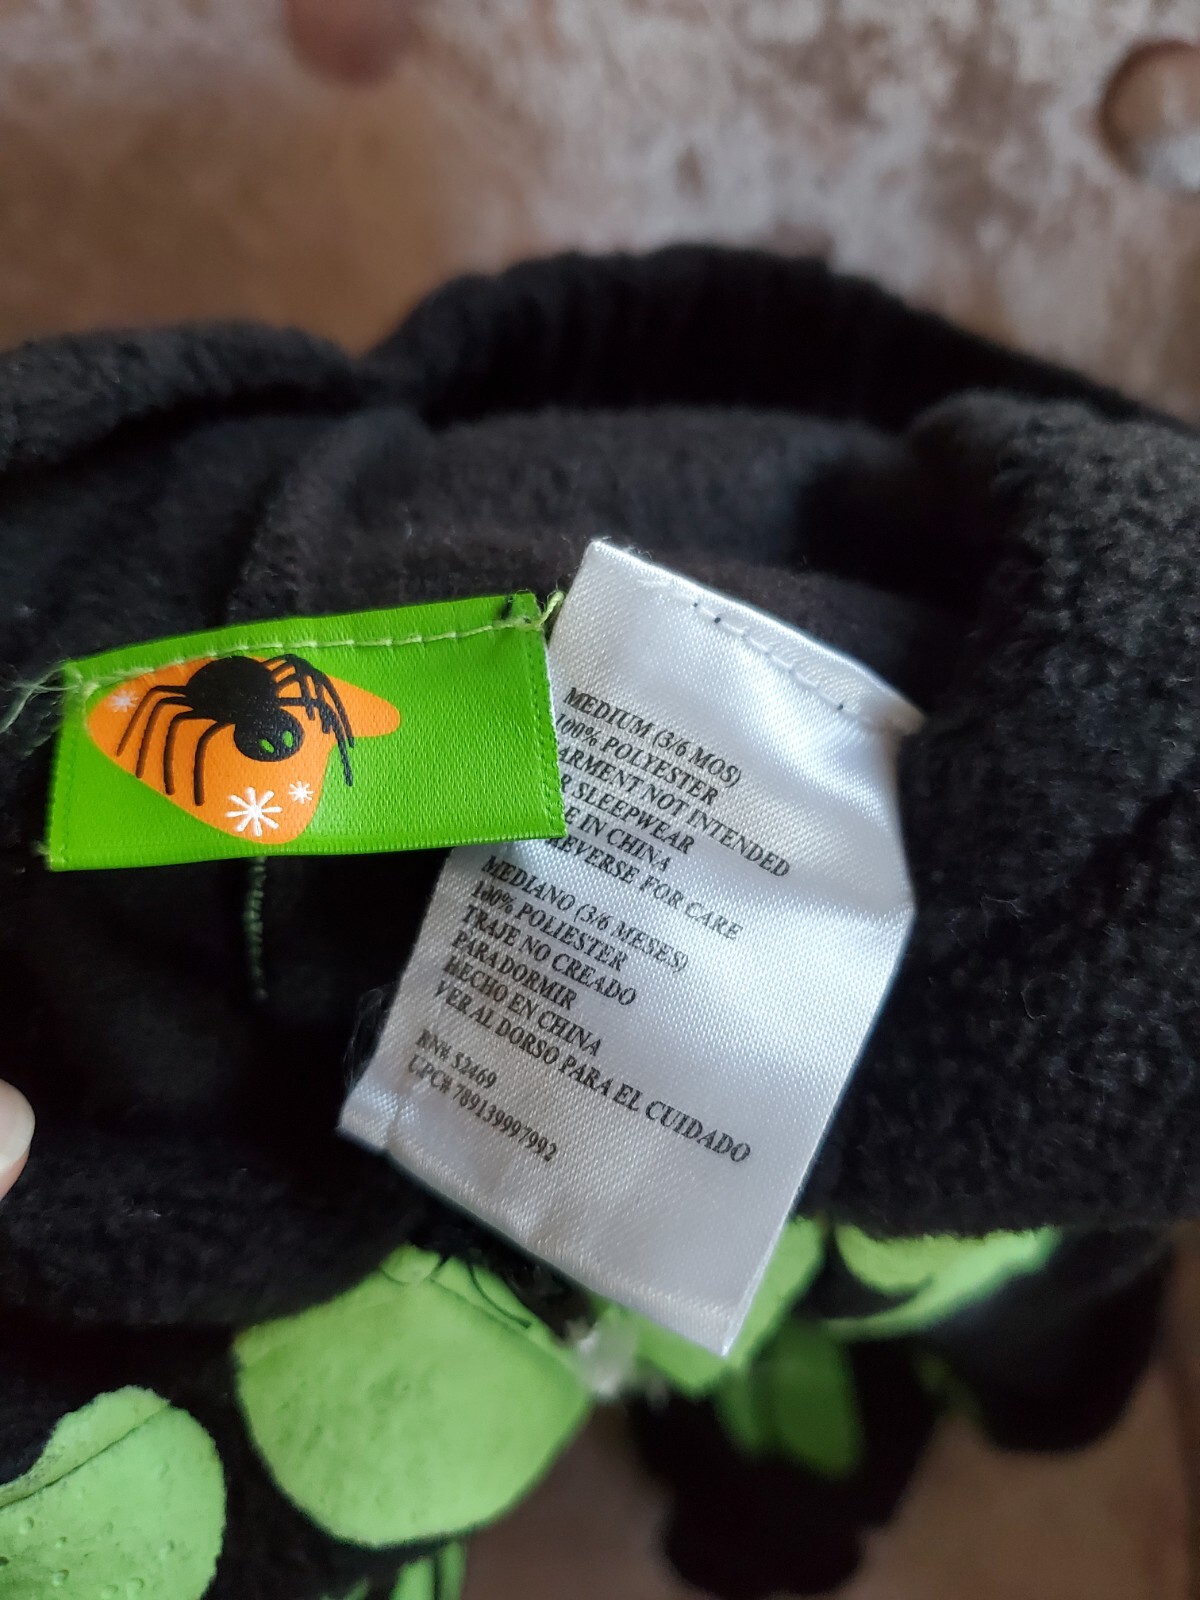 MEDIUM (3/6 MOS)
100% POLYESTER
ARMENT NOT INTENDED
R SLEEPWEAR
E IN CHINA
REVERSE FOR CARE
MEDIANO (3/6 MESES)
100% POLIESTER
TRAJE NO CREADO
PARA DORMIR
HECHO EN CHINA
VER AL DORSO PARA EL CUIDADO
RN# 52469
UPC# 789139997992